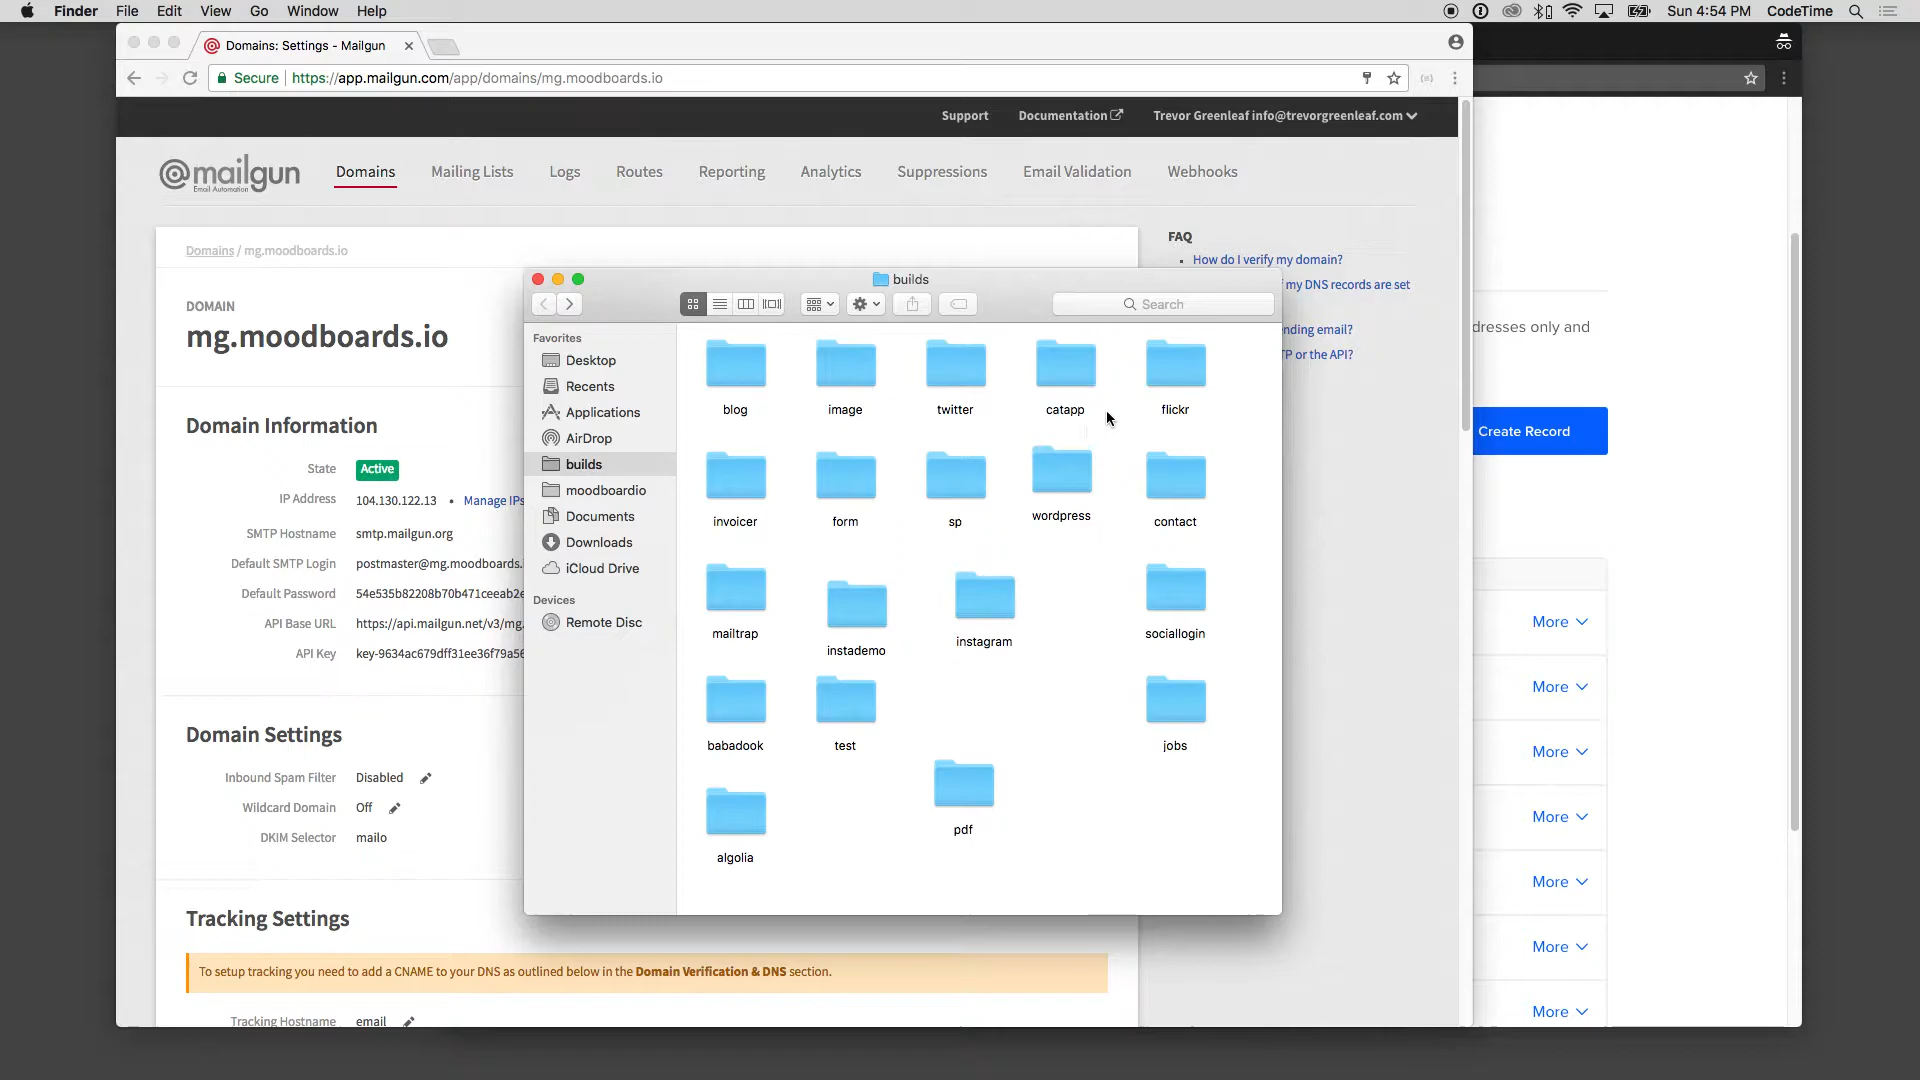 Finder File Edit View Go Window Help
Sun 4:54 PM CodeTime
Domains: Settings - Mailgun
Secure https://app.mailgun.com/app/domains/mg.moodboards.io
Support Documentation Trevor Greenleaf info@trevorgreenleaf.com
@mailgun
Email Automation
Domains Mailing Lists Logs Routes Reporting Analytics Suppressions Email Validation Webhooks
Domains / mg.moodboards.io
DOMAIN
mg.moodboards.io
Domain Information
State Active
IP Address 104.130.122.13 • Manage IPs
SMTP Hostname smtp.mailgun.org
Default SMTP Login postmaster@mg.moodboards.
Default Password 54e535b82208b70b471ceeab2e
API Base URL https://api.mailgun.net/v3/mg.
API Key key-9634ac679dff31ee36f79a56
Domain Settings
Inbound Spam Filter Disabled
Wildcard Domain Off
DKIM Selector mailo
Tracking Settings
To setup tracking you need to add a CNAME to your DNS as outlined below in the Domain Verification & DNS section.
Tracking Hostname email
FAQ
How do I verify my domain?
my DNS records are set
ending email?
TP or the API?
builds
Search
Favorites
Desktop
Recents
Applications
AirDrop
builds
moodboardio
Documents
Downloads
iCloud Drive
Devices
Remote Disc
blog image twitter catapp flickr
invoicer form sp wordpress contact
mailtrap instademo instagram sociallogin
babadook test jobs
algolia pdf
dresses only and
Create Record
More
More
More
More
More
More
More